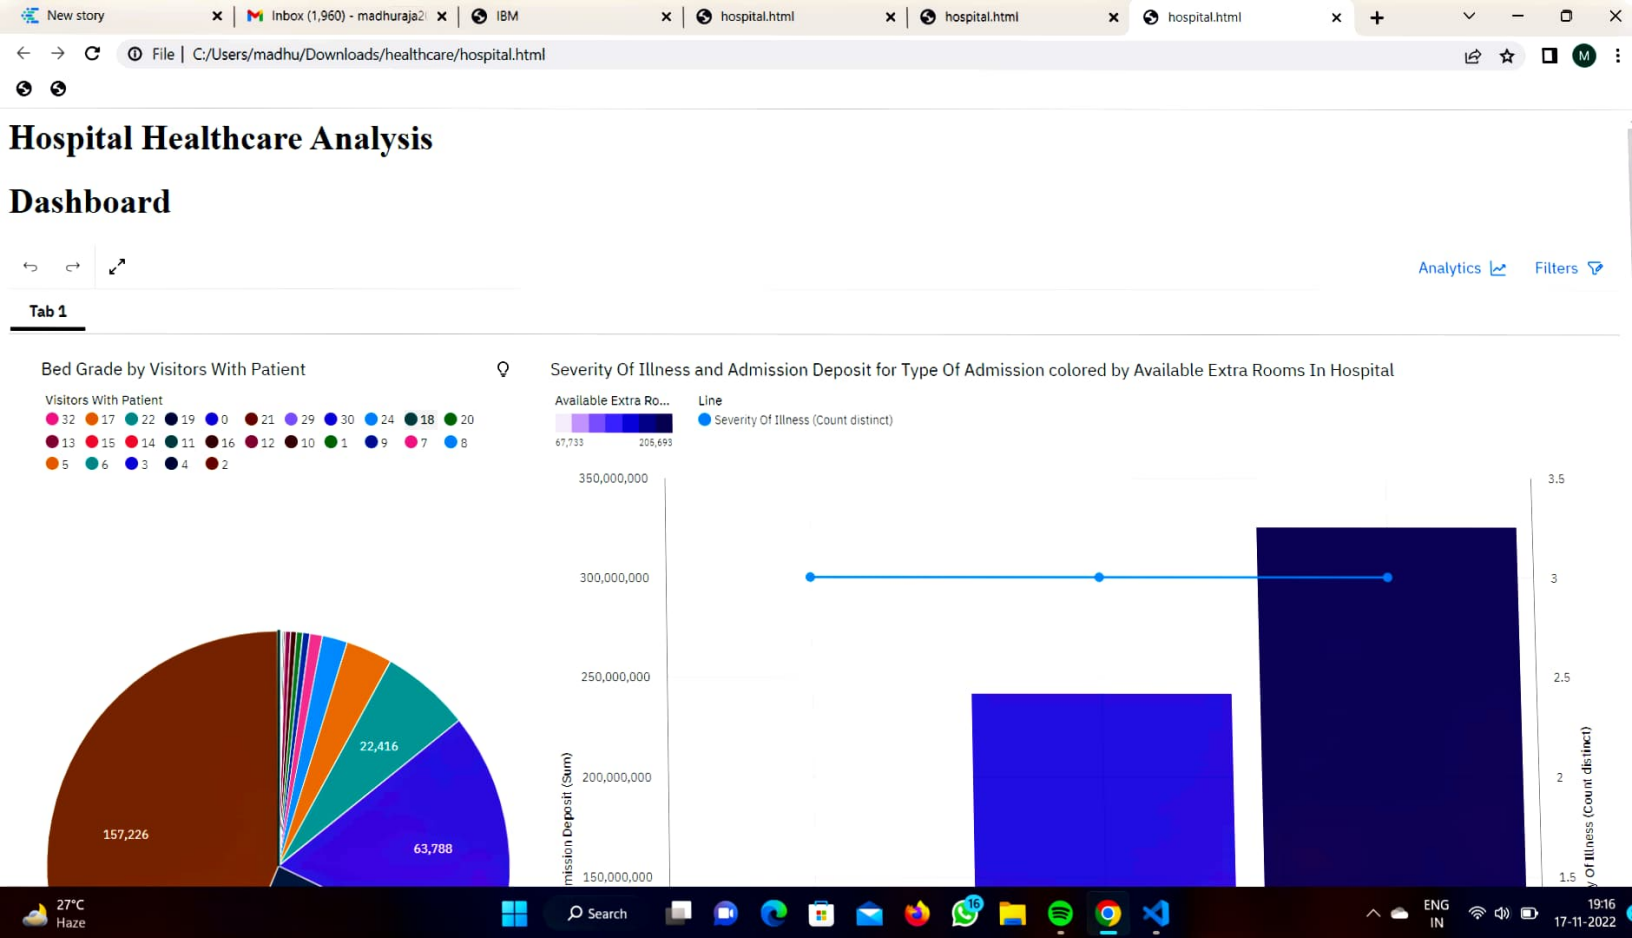 New story
Inbox (1,960) - madhuraja2
IBM
hospital.html
hospital.html
hospital.html
File | C:/Users/madhu/Downloads/healthcare/hospital.html
M
Hospital Healthcare Analysis
Dashboard
Analytics
Filters
Tab 1
Bed Grade by Visitors With Patient
Visitors With Patient
32 17 22 19 0 21 29 30 24 18 20
13 15 14 11 16 12 10 1 9 7 8
5 6 3 4 2
157,226
22,416
63,788
Severity Of Illness and Admission Deposit for Type Of Admission colored by Available Extra Rooms In Hospital
Available Extra Ro...
67,733 205,693
Line
Severity Of Illness (Count distinct)
350,000,000
300,000,000
250,000,000
200,000,000
150,000,000
mission Deposit (Sum)
3.5
3
2.5
2
1.5
y Of Illness (Count distinct)
27°C
Haze
Search
16
ENG
IN
19:16
17-11-2022